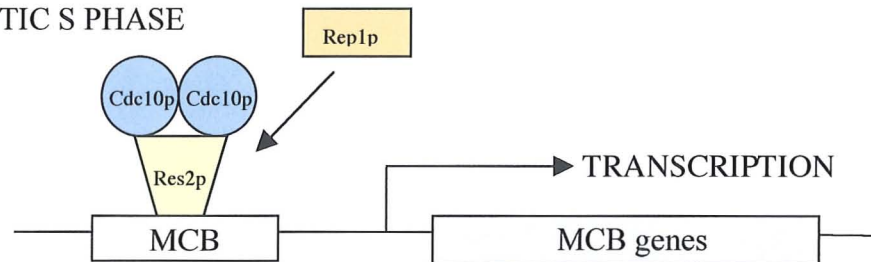 TIC S PHASE
Rep1p
Cdc10p Cdc10p
Res2p
TRANSCRIPTION
MCB
MCB genes